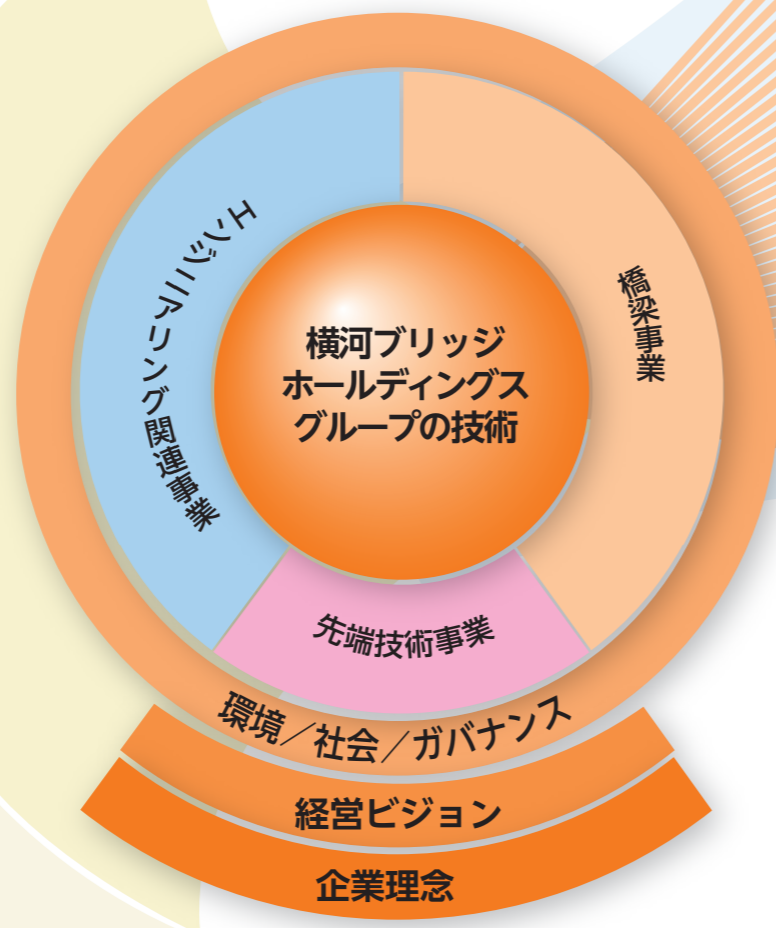 横河ブリッジ
ホールディングス
グループの技術
エンジニアリング関連事業
橋梁事業
先端技術事業
環境／社会／ガバナンス
経営ビジョン
企業理念